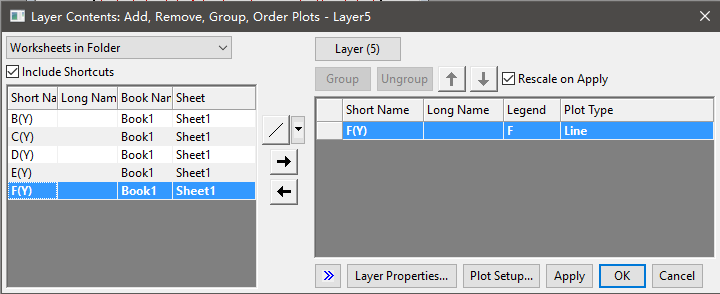 Layer Contents: Add, Remove, Group, Order Plots - Layer5
Worksheets in Folder
Include Shortcuts
Short Na Long Nam Book Nam Sheet
B(Y) Book1 Sheet1
C(Y) Book1 Sheet1
D(Y) Book1 Sheet1
E(Y) Book1 Sheet1
F(Y) Book1 Sheet1
Layer (5)
Group Ungroup Rescale on Apply
Short Name Long Name Legend Plot Type
F(Y) F Line
Layer Properties... Plot Setup... Apply OK Cancel